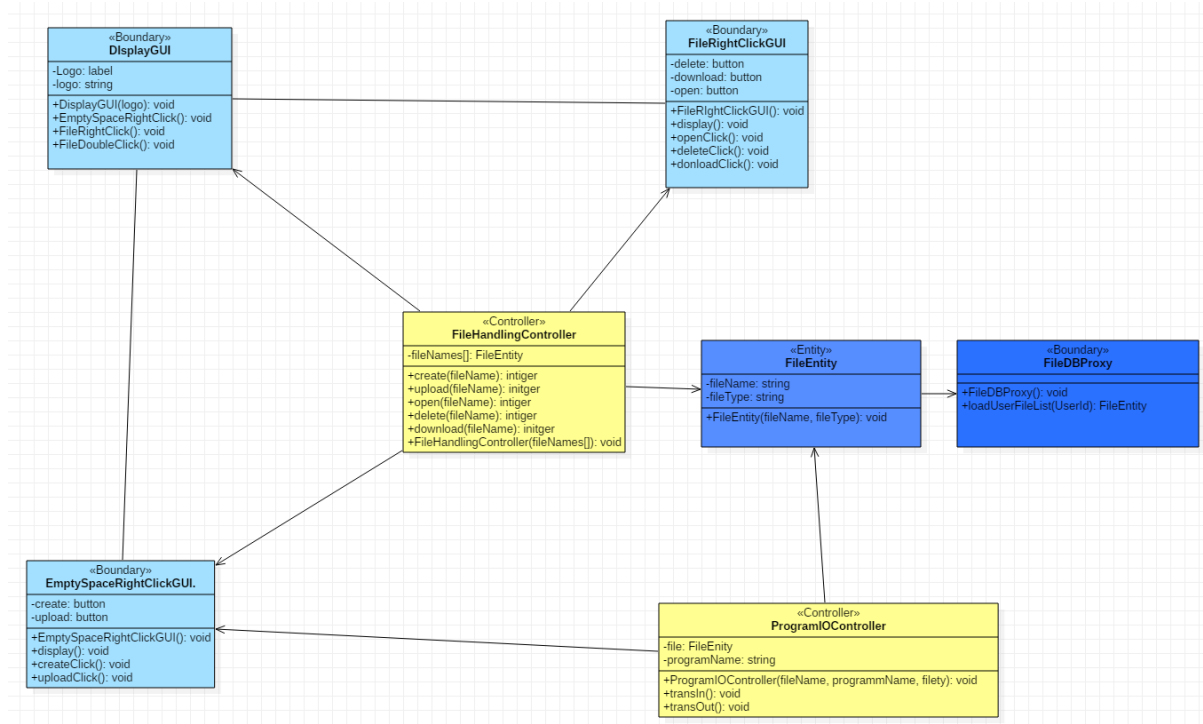 «Boundary»
DIsplayGUI
-Logo: label
-logo: string
+DisplayGUI(logo): void
+EmptySpaceRightClick(): void
+FileRightClick(): void
+FileDoubleClick(): void
«Boundary»
FileRightClickGUI
-delete: button
-download: button
-open: button
+FileRIghtClickGUI(): void
+display(): void
+openClick(): void
+deleteClick(): void
+donloadClick(): void
«Controller»
FileHandlingController
-fileNames[]: FileEntity
+create(fileName): intiger
+upload(fileName): initger
+open(fileName): intiger
+delete(fileName): intiger
+download(fileName): initger
+FileHandlingController(fileNames[]): void
«Entity»
FileEntity
-fileName: string
-fileType: string
+FileEntity(fileName, fileType): void
«Boundary»
FileDBProxy
+FileDBProxy(): void
+loadUserFileList(UserId): FileEntity
«Boundary»
EmptySpaceRightClickGUI.
-create: button
-upload: button
+EmptySpaceRightClickGUI(): void
+display(): void
+createClick(): void
+uploadClick(): void
«Controller»
ProgramIOController
-file: FileEnity
-programName: string
+ProgramIOController(fileName, programmName, filety): void
+transIn(): void
+transOut(): void